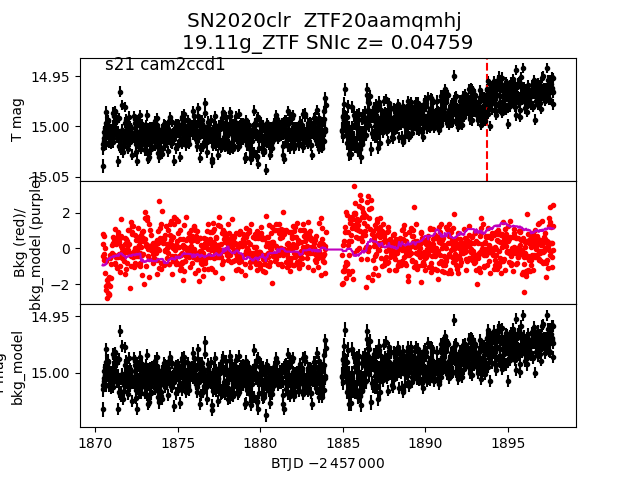 SN2020clr ZTF20aamqmhj
19.11g_ZTF SNIc z= 0.04759
s21 cam2ccd1
14.95
15.00
15.05
T mag
2
0
−2
Bkg (red)/
bkg_model (purple)
14.95
15.00
mag
bkg_model
1870 1875 1880 1885 1890 1895
BTJD −2 457 000